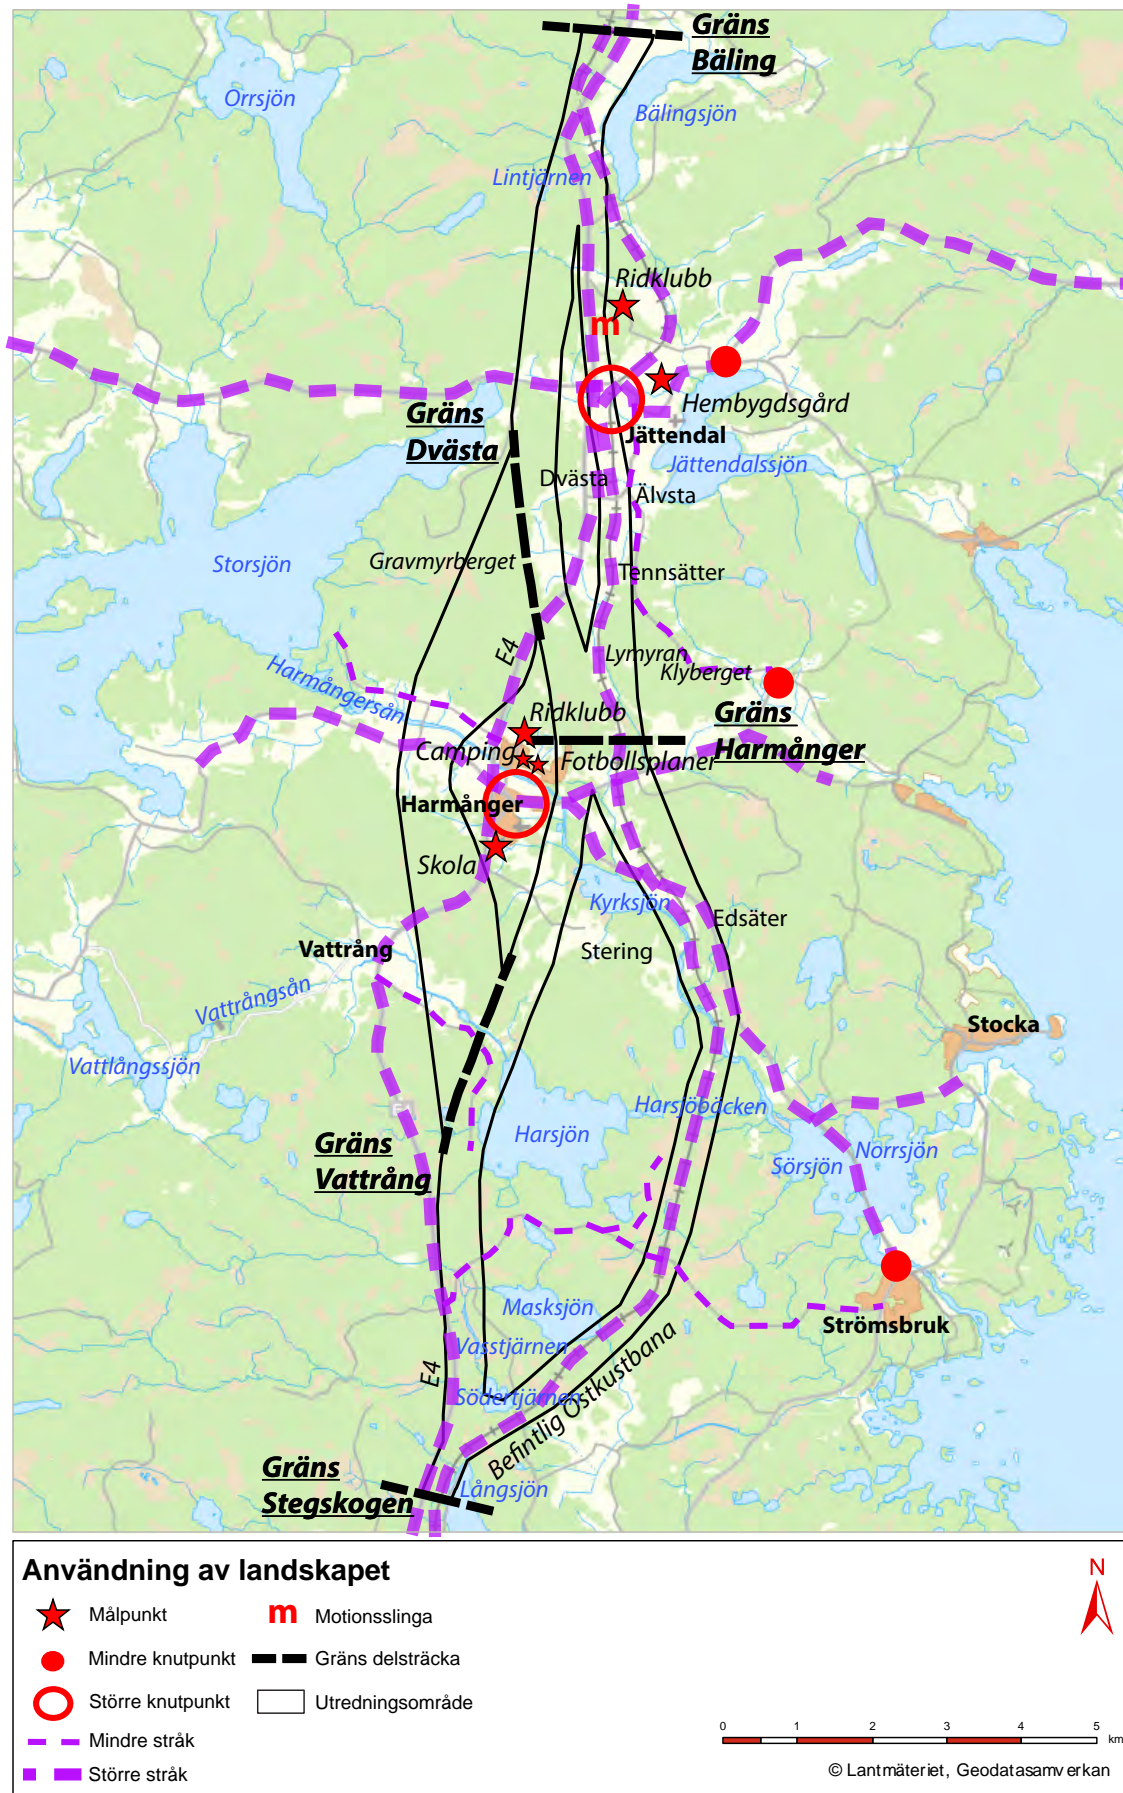 Gräns
Bäling
Orrsjön
Bälingsjön
Lintjärnen
Ridklubb
m
Hembygdsgård
Gräns
Dvästa
Jättendal
Jättendalssjön
Dvästa
Älvsta
Storsjön
Gravmyrberget
Tennsätter
E4
Lymyran
Klyberget
Harmångersån
Ridklubb
Gräns
Harmånger
Camping
Fotbollsplaner
Harmånger
Skola
Kyrksjön
Edsäter
Vattrång
Stering
Vattrångsån
Stocka
Vattlångssjön
Harsjöbäcken
Harsjön
Gräns
Vattrång
Norrsjön
Sörsjön
Masksjön
Strömsbruk
Vasstjärnen
E4
Södertjärnen
Befintlig Ostkustbana
Gräns
Stegskogen
Långsjön
Användning av landskapet
Målpunkt
m Motionsslinga
Mindre knutpunkt
Gräns delsträcka
Större knutpunkt
Utredningsområde
Mindre stråk
Större stråk
N
0 1 2 3 4 5
km
© Lantmäteriet, Geodatasamverkan